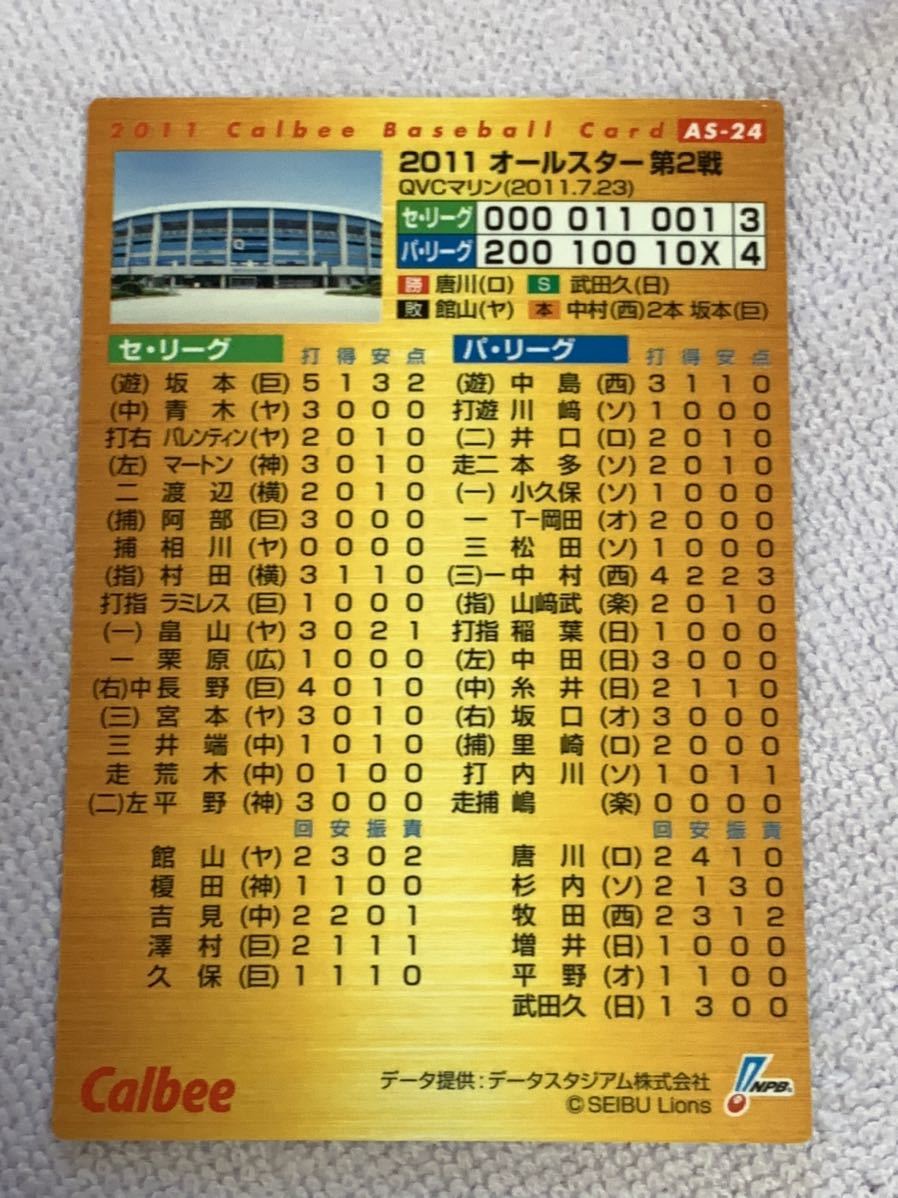 2011 Calbee Baseball Card AS-24
2011 オールスター 第2戦
QVCマリン(2011.7.23)
セ・リーグ 000 011 001 3
パ・リーグ 200 100 10X 4
勝 唐川(ロ) S 武田久(日)
敗 館山(ヤ) 本 中村(西)2本 坂本(巨)
セ・リーグ 打 得 安 点
(遊) 坂本 (巨) 5 1 3 2
(中) 青木 (ヤ) 3 0 0 0
打右 バレンティン(ヤ) 2 0 1 0
(左) マートン (神) 3 0 1 0
二 渡辺 (横) 2 0 1 0
(捕) 阿部 (巨) 3 0 0 0
捕 相川 (ヤ) 0 0 0 0
(指) 村田 (横) 3 1 1 0
打指 ラミレス (巨) 1 0 0 0
(一) 畠山 (ヤ) 3 0 2 1
一 栗原 (広) 1 0 0 0
(右)中 長野 (巨) 4 0 1 0
(三) 宮本 (ヤ) 3 0 1 0
三 井端 (中) 1 0 1 0
走 荒木 (中) 0 1 0 0
(二)左 平野 (神) 3 0 0 0
回 安 振 責
館山 (ヤ) 2 3 0 2
榎田 (神) 1 1 0 0
吉見 (中) 2 2 0 1
澤村 (巨) 2 1 1 1
久保 (巨) 1 1 1 0
パ・リーグ 打 得 安 点
(遊) 中島 (西) 3 1 1 0
打遊 川﨑 (ソ) 1 0 0 0
(二) 井口 (ロ) 2 0 1 0
走二 本多 (ソ) 2 0 1 0
(一) 小久保 (ソ) 1 0 0 0
一 T-岡田 (オ) 2 0 0 0
三 松田 (ソ) 1 0 0 0
(三)一 中村 (西) 4 2 2 3
(指) 山﨑武 (楽) 2 0 1 0
打指 稲葉 (日) 1 0 0 0
(左) 中田 (日) 3 0 0 0
(中) 糸井 (日) 2 1 1 0
(右) 坂口 (オ) 3 0 0 0
(捕) 里崎 (ロ) 2 0 0 0
打 内川 (ソ) 1 0 1 1
走捕 嶋 (楽) 0 0 0 0
回 安 振 責
唐川 (ロ) 2 4 1 0
杉内 (ソ) 2 1 3 0
牧田 (西) 2 3 1 2
増井 (日) 1 0 0 0
平野 (オ) 1 1 0 0
武田久 (日) 1 3 0 0
Calbee
データ提供:データスタジアム株式会社
© SEIBU Lions
NPB